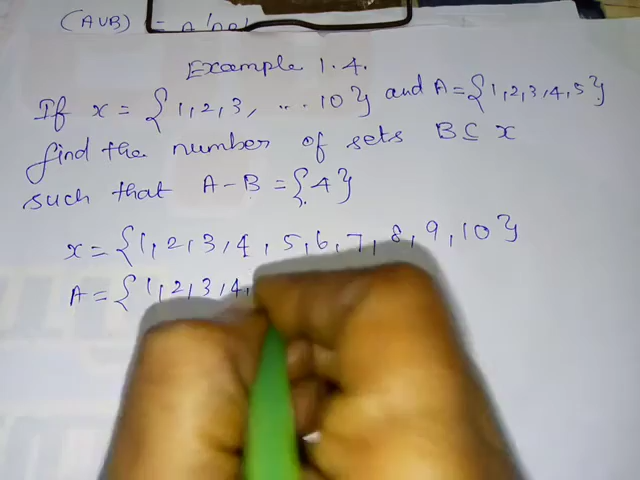 (AUB) = A'∩B'
Example 1.4.
If x = {1,2,3, ... 10} and A = {1,2,3,4,5}
find the number of sets B ⊆ x
such that A-B = {4}
x = {1,2,3,4,5,6,7,8,9,10}
A = {1,2,3,4,